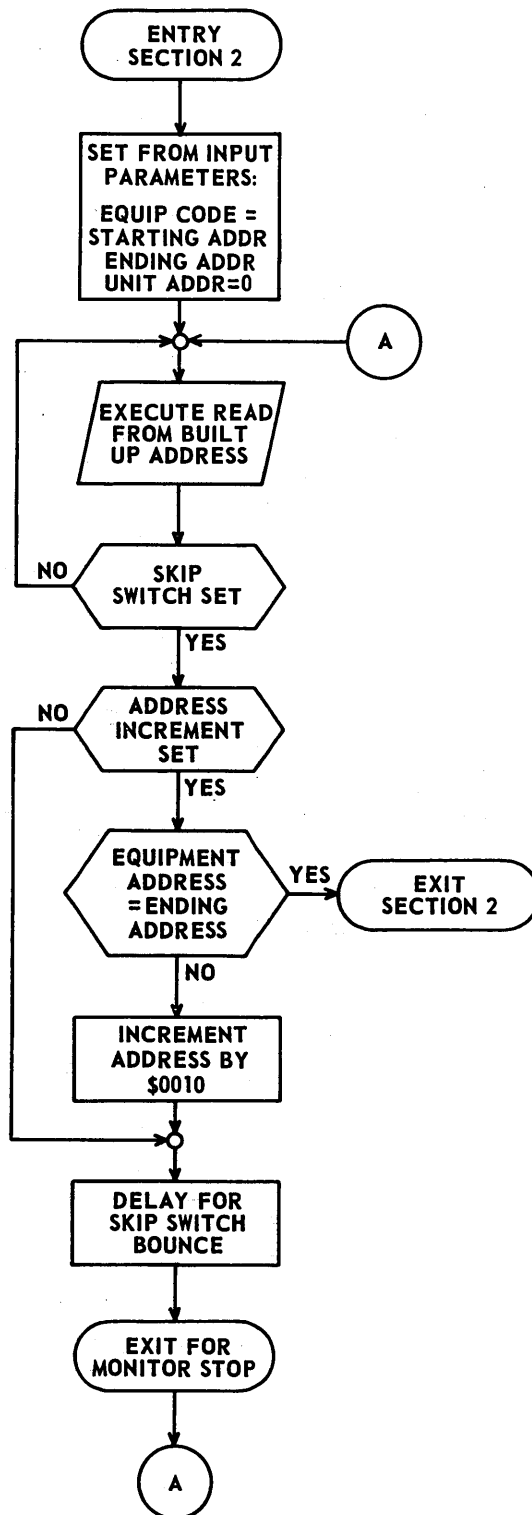 ENTRY
SECTION 2
SET FROM INPUT
PARAMETERS:
EQUIP CODE =
STARTING ADDR
ENDING ADDR
UNIT ADDR=0
A
EXECUTE READ
FROM BUILT
UP ADDRESS
NO
SKIP
SWITCH SET
YES
NO
ADDRESS
INCREMENT
SET
YES
EQUIPMENT
ADDRESS
=ENDING
ADDRESS
YES
EXIT
SECTION 2
NO
INCREMENT
ADDRESS BY
$0010
DELAY FOR
SKIP SWITCH
BOUNCE
EXIT FOR
MONITOR STOP
A